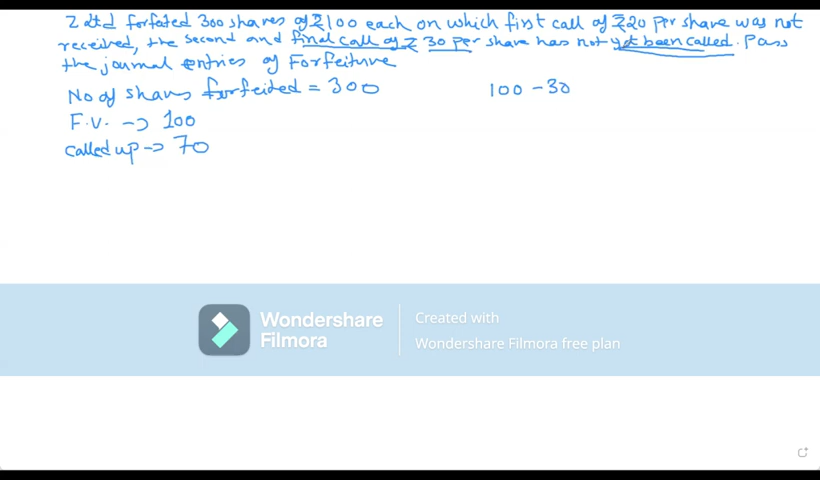 Z Ltd forfaited 300 shares of ₹100 each on which first call of ₹20 per share was not
received, the second and final call of ₹ 30 per share has not yet been called. Pass
the journal entries of Forfeiture
No of shares forfeited = 300
100 - 30
F.V. -> 100
called up -> 70
Wondershare
Filmora
Created with
Wondershare Filmora free plan